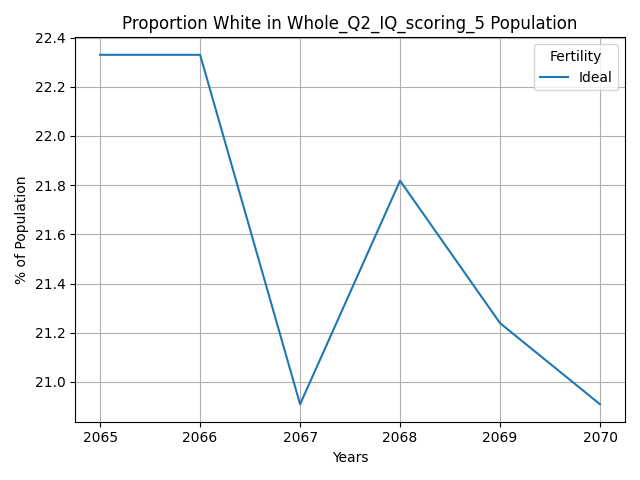 Proportion White in Whole_Q2_IQ_scoring_5 Population
22.4
22.2
22.0
21.8
21.6
21.4
21.2
21.0
% of Population
Fertility
Ideal
2065 2066 2067 2068 2069 2070
Years